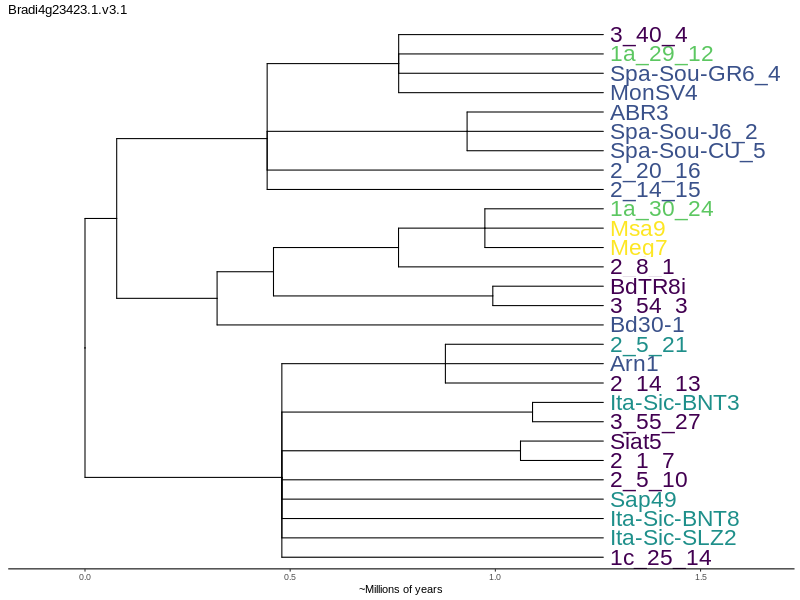 Bradi4g23423.1.v3.1
3_40_4
1a_29_12
Spa-Sou-GR6_4
MonSV4
ABR3
Spa-Sou-J6_2
Spa-Sou-CU_5
2_20_16
2_14_15
1a_30_24
Msa9
Meq7
2_8_1
BdTR8i
3_54_3
Bd30-1
2_5_21
Arn1
2_14_13
Ita-Sic-BNT3
3_55_27
Siat5
2_1_7
2_5_10
Sap49
Ita-Sic-BNT8
Ita-Sic-SLZ2
1c_25_14
0.0 0.5 1.0 1.5
~Millions of years